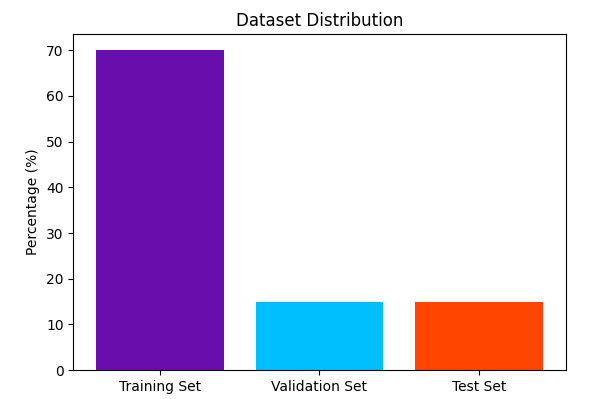 Dataset Distribution
Percentage (%)
70
60
50
40
30
20
10
0
Training Set Validation Set Test Set